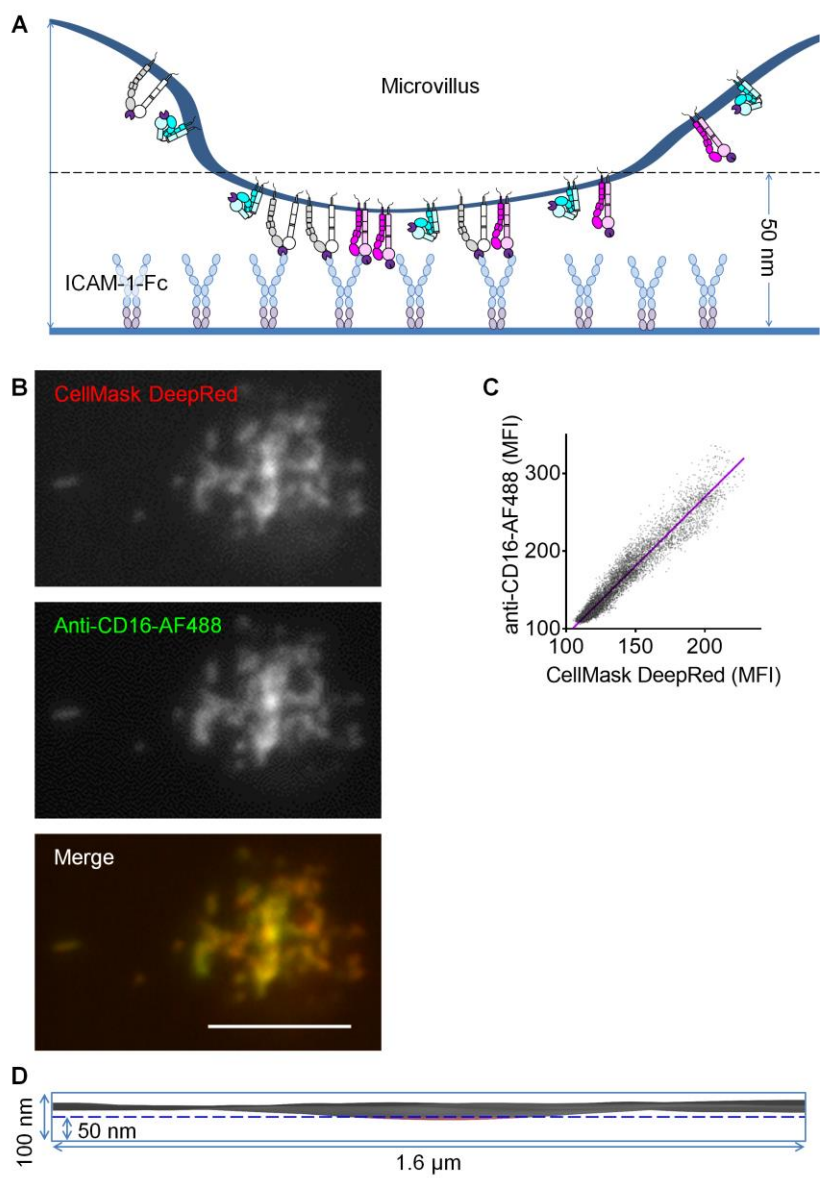 A
Microvillus
50 nm
ICAM-1-Fc
B
CellMask DeepRed
Anti-CD16-AF488
Merge
C
anti-CD16-AF488 (MFI)
300
200
100
100 150 200
CellMask DeepRed (MFI)
D
100 nm
50 nm
1.6 µm